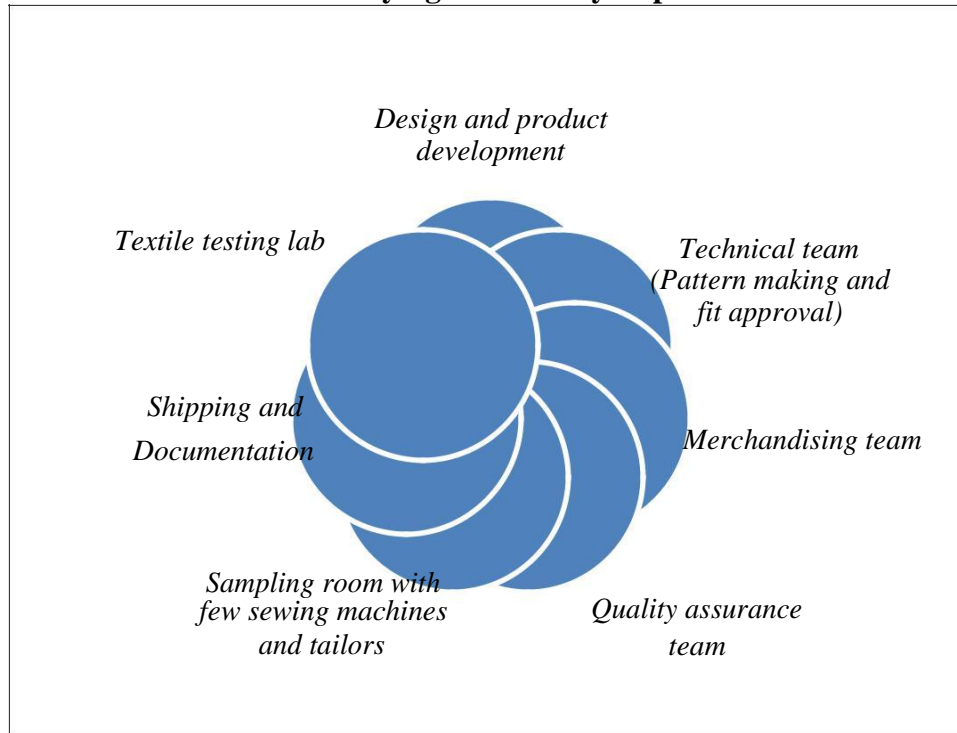 Design and product
development
Textile testing lab
Technical team
(Pattern making and
fit approval)
Shipping and
Documentation
Merchandising team
Sampling room with
few sewing machines
and tailors
Quality assurance
team